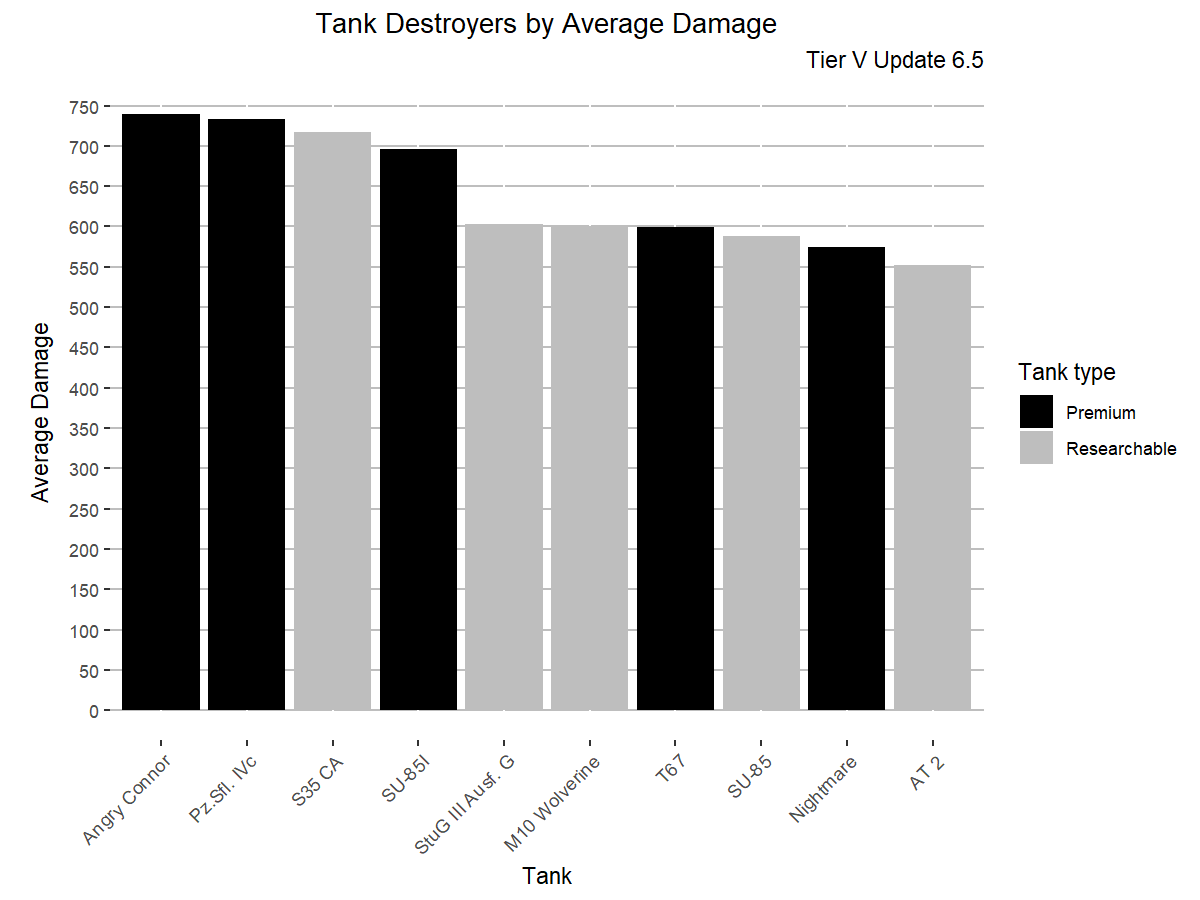 Tank Destroyers by Average Damage
Tier V Update 6.5
750
700
650
600
550
500
450
400
350
300
250
200
150
100
50
0
Average Damage
Angry Connor
Pz.Sfl. IVc
S35 CA
SU-85I
StuG III Ausf. G
M10 Wolverine
T67
SU-85
Nightmare
AT 2
Tank
Tank type
Premium
Researchable